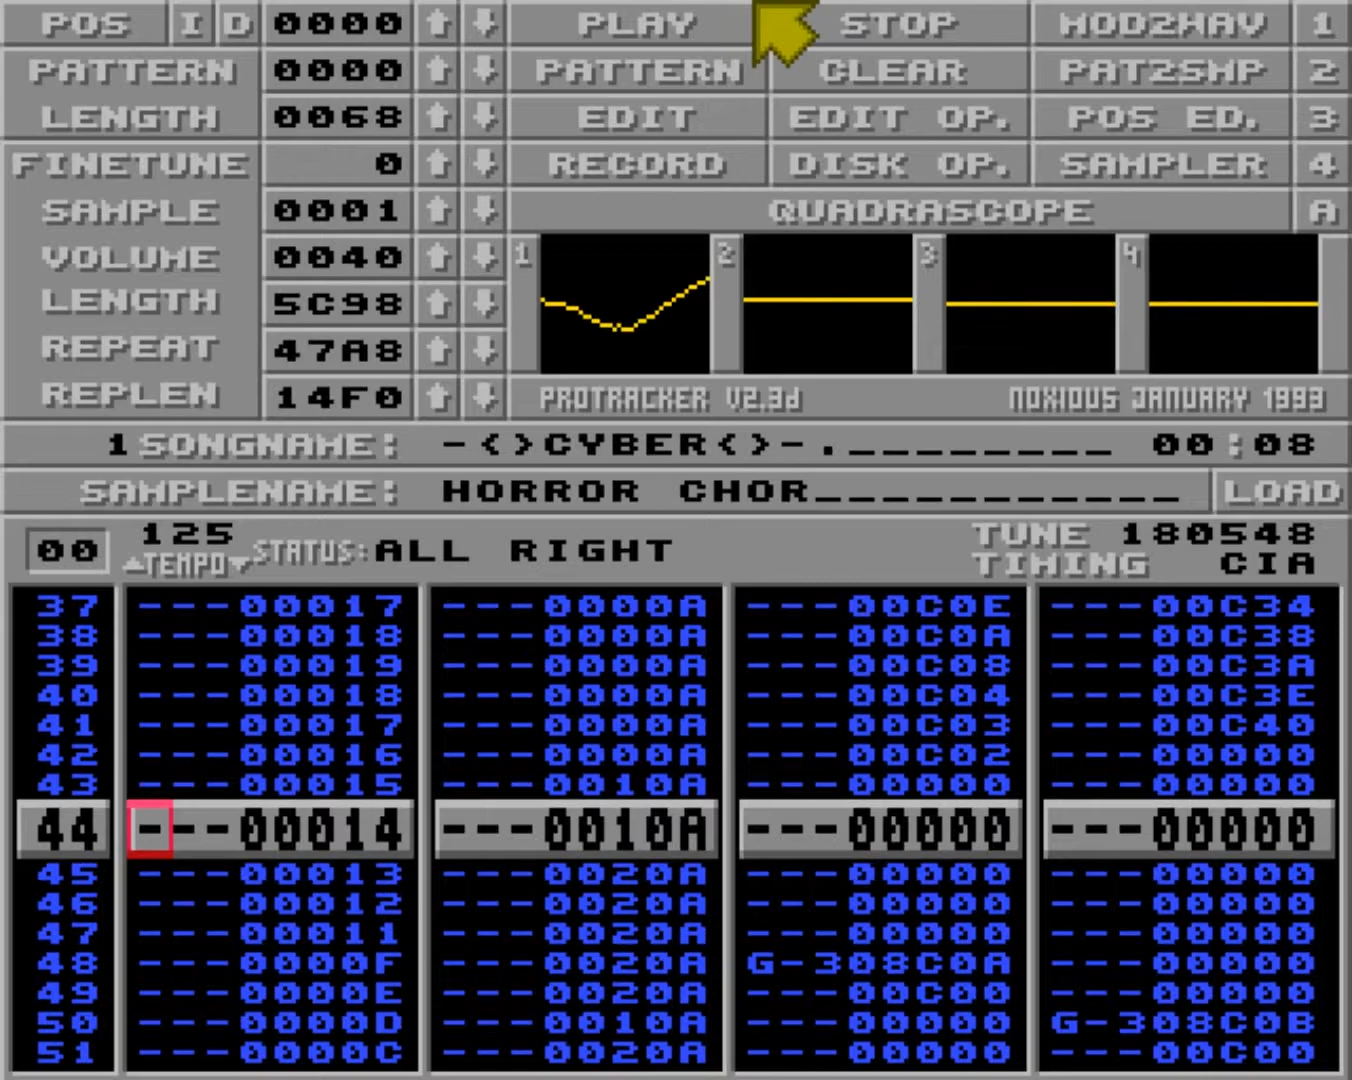 POS I D 0000 PLAY STOP MOD2WAV 1
PATTERN 0000 PATTERN CLEAR PAT2SMP 2
LENGTH 0068 EDIT EDIT OP. POS ED. 3
FINETUNE 0 RECORD DISK OP. SAMPLER 4
SAMPLE 0001 QUADRASCOPE A
VOLUME 0040 1 2 3 4
LENGTH 5C98
REPEAT 47A8
REPLEN 14F0 PROTRACKER V2.3d NOXIOUS JANUARY 1993
1 SONGNAME: -<>CYBER<>-.________ 00:08
SAMPLENAME: HORROR CHOR___________ LOAD
00 125 TEMPO STATUS: ALL RIGHT TUNE 180548
TIMING CIA
37 ---00017 ---0000A ---00C0E ---00C34
38 ---00018 ---0000A ---00C0A ---00C38
39 ---00019 ---0000A ---00C08 ---00C3A
40 ---00018 ---0000A ---00C04 ---00C3E
41 ---00017 ---0000A ---00C03 ---00C40
42 ---00016 ---0000A ---00C02 ---00000
43 ---00015 ---0010A ---00000 ---00000
44 ---00014 ---0010A ---00000 ---00000
45 ---00013 ---0020A ---00000 ---00000
46 ---00012 ---0020A ---00000 ---00000
47 ---00011 ---0020A ---00000 ---00000
48 ---0000F ---0020A G-308C0A ---00000
49 ---0000E ---0020A ---00C00 ---00000
50 ---0000D ---0010A ---00000 G-308C0B
51 ---0000C ---0020A ---00000 ---00C00